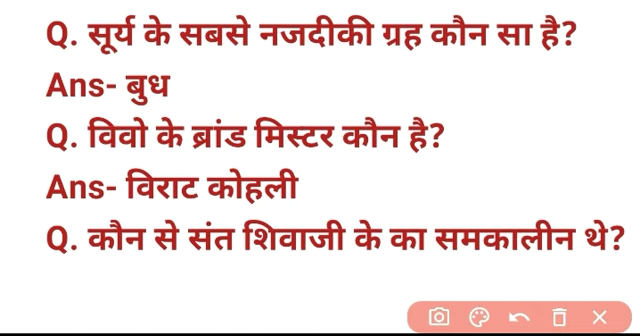 Q. सूर्य के सबसे नजदीकी ग्रह कौन सा है?
Ans- बुध
Q. विवो के ब्रांड मिस्टर कौन है?
Ans- विराट कोहली
Q. कौन से संत शिवाजी के का समकालीन थे?